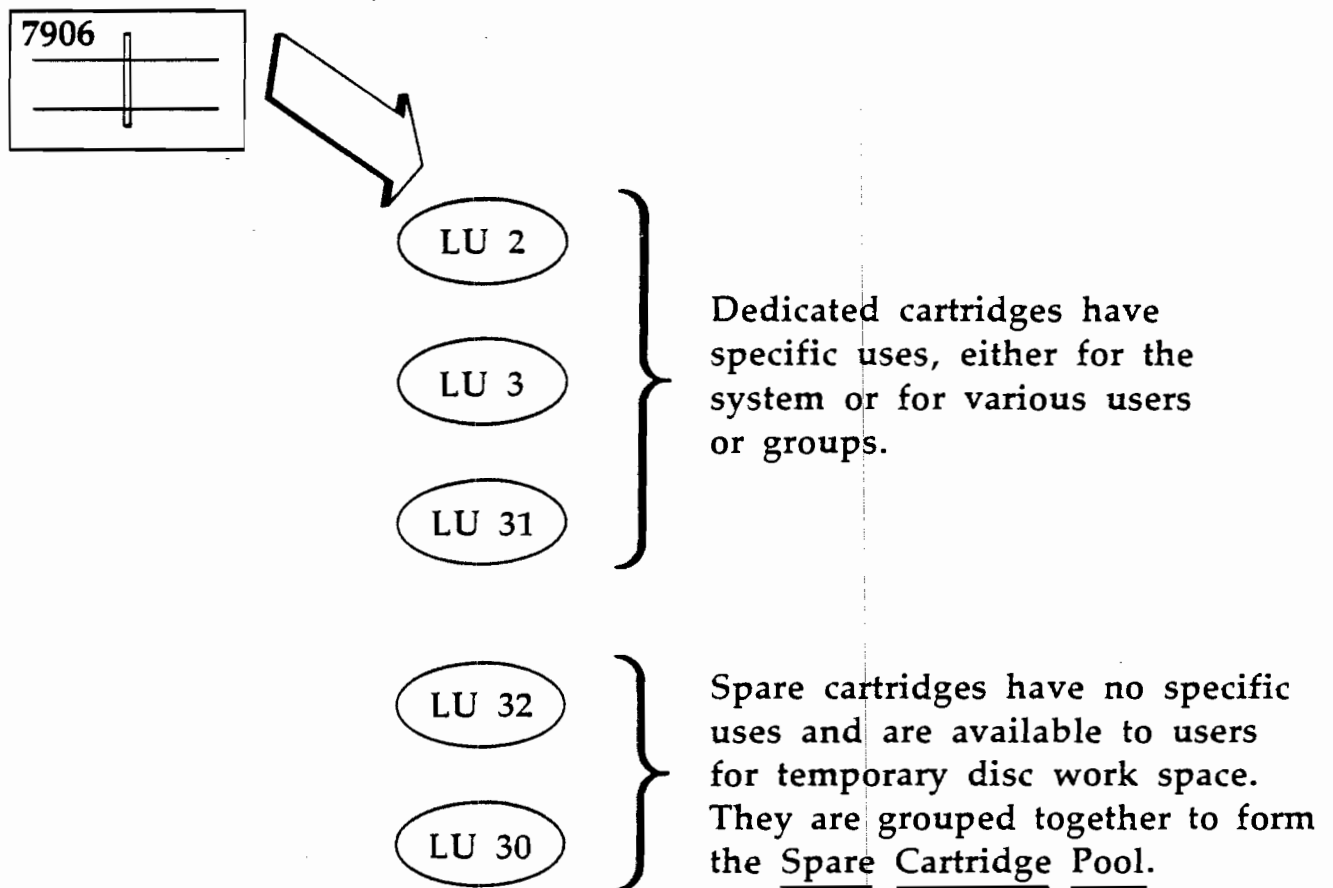 7906
LU 2
LU 3
LU 31
Dedicated cartridges have
specific uses, either for the
system or for various users
or groups.
LU 32
LU 30
Spare cartridges have no specific
uses and are available to users
for temporary disc work space.
They are grouped together to form
the Spare Cartridge Pool.